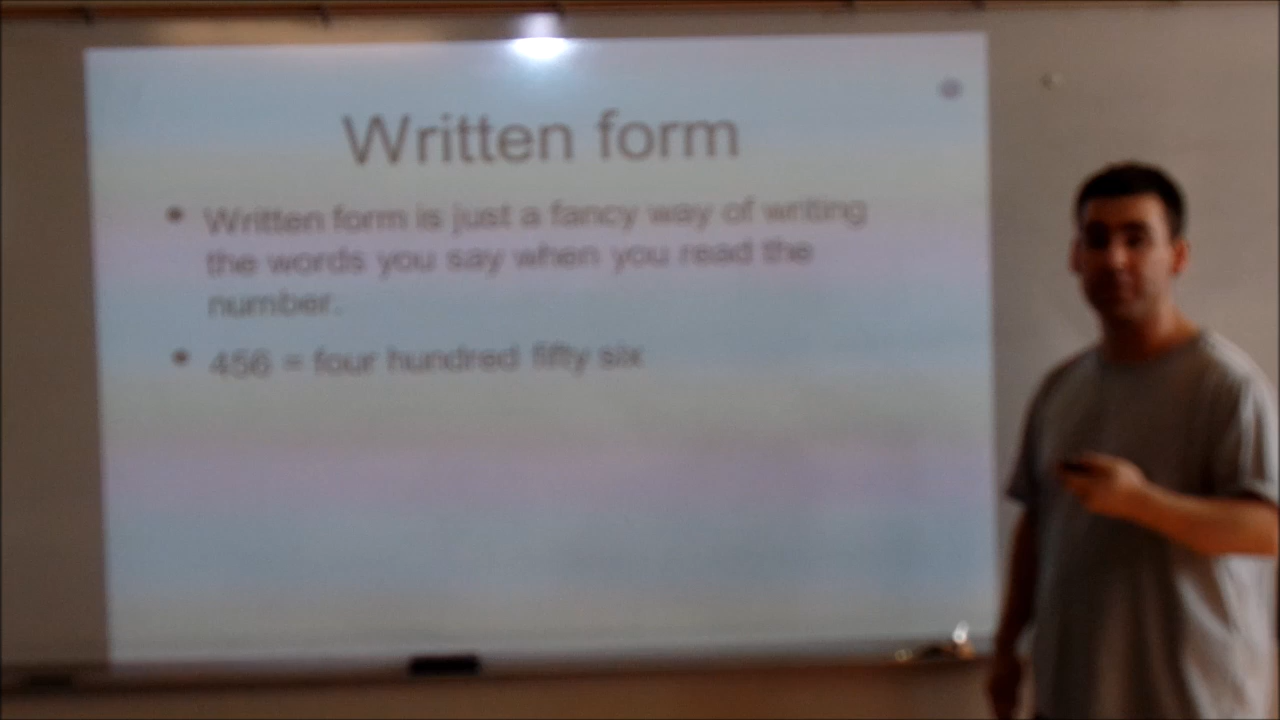 Written form
• Written form is just a fancy way of writing
the words you say when you read the
number.
• 456 = four hundred fifty six